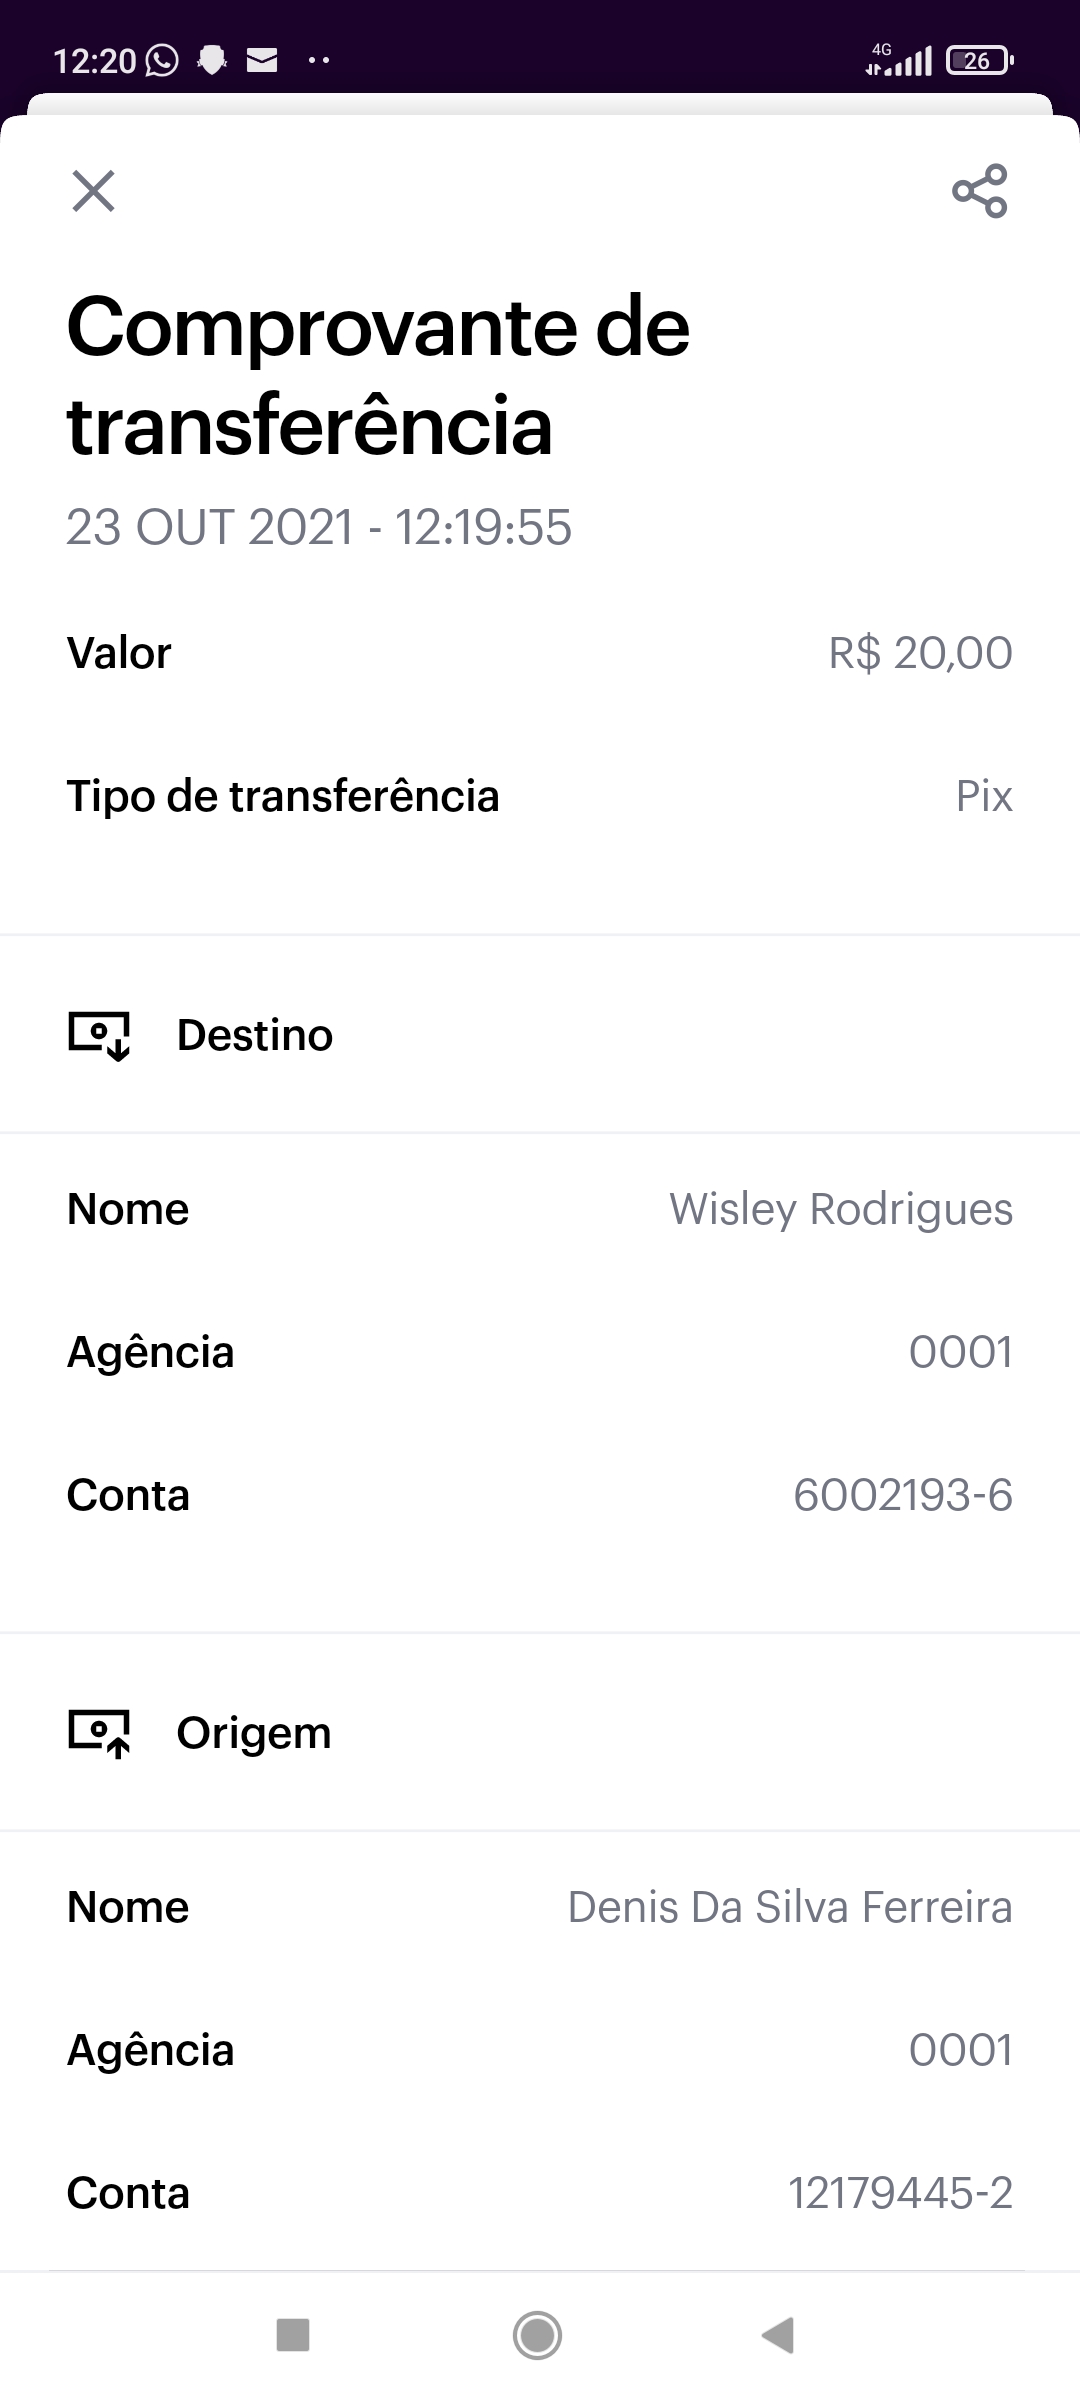 12:20
4G
26
Comprovante de
transferência
23 OUT 2021 - 12:19:55
Valor R$ 20,00
Tipo de transferência Pix
Destino
Nome Wisley Rodrigues
Agência 0001
Conta 6002193-6
Origem
Nome Denis Da Silva Ferreira
Agência 0001
Conta 12179445-2